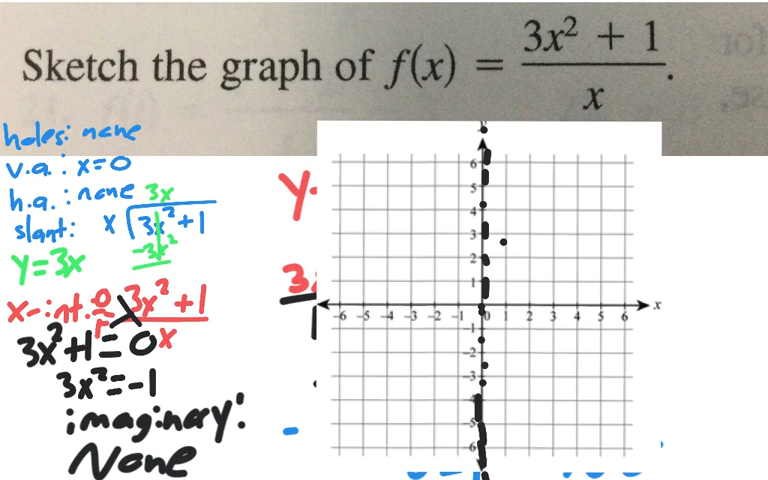 Sketch the graph of f(x) = (3x² + 1)/x.
holes: none
v.a.: x=0
h.a.: none
slant: x ) 3x² + 1
3x
-3x²
y=3x
x-int. 0/1 = (3x² + 1)/x
3x²+1=0
3x²=-1
imaginary!
None
y-
3
y
6
5
4
3
2
1
-6 -5 -4 -3 -2 -1 0 1 2 3 4 5 6 x
-1
-2
-3
-5
6